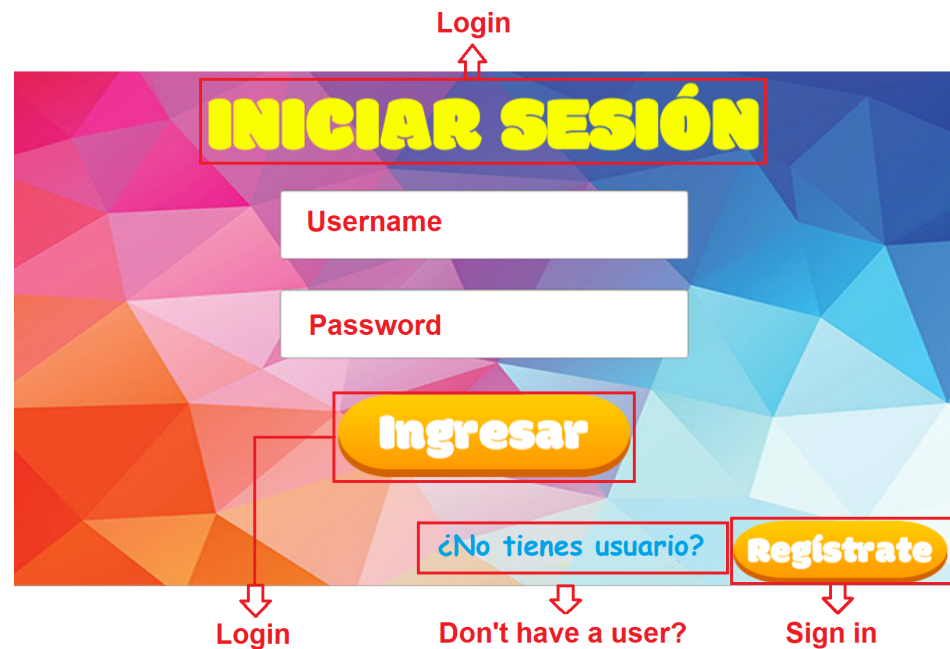 Login
INICIAR SESIÓN
Username
Password
Ingresar
¿No tienes usuario?
Regístrate
Login
Don't have a user?
Sign in